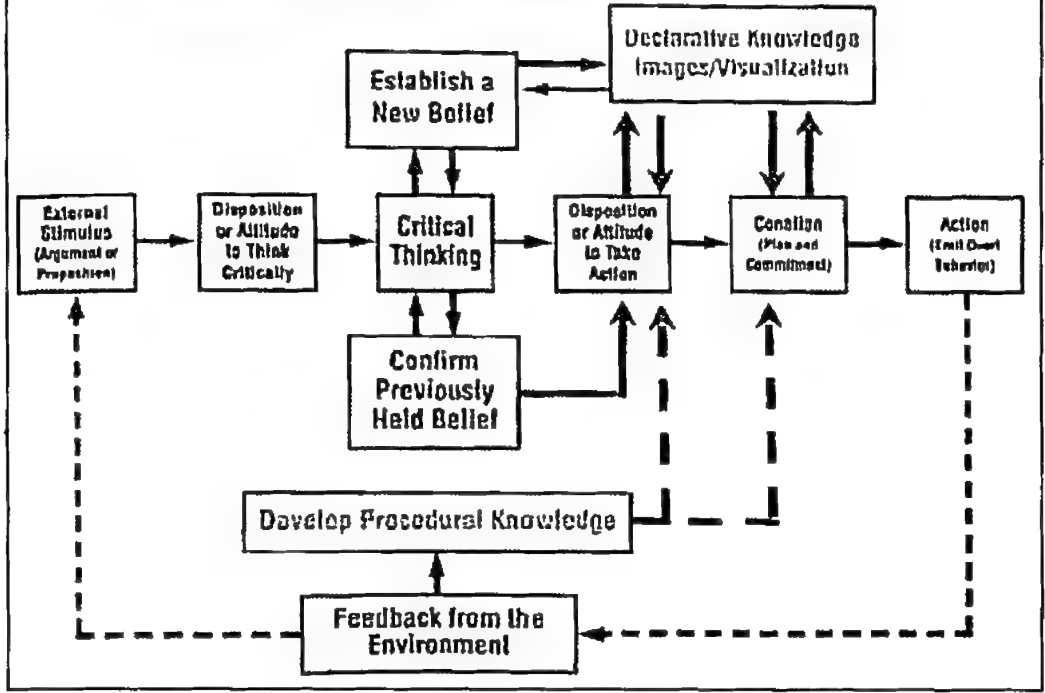 Declarative Knowledge
Images/Visualization
Establish a
New Belief
External
Stimulus
(Argument or
Proposition)
Disposition
or Attitude
to Think
Critically
Critical
Thinking
Disposition
or Attitude
to Take
Action
Conation
(Plan and
Commitment)
Action
(Emit Overt
Behavior)
Confirm
Previously
Held Belief
Develop Procedural Knowledge
Feedback from the
Environment